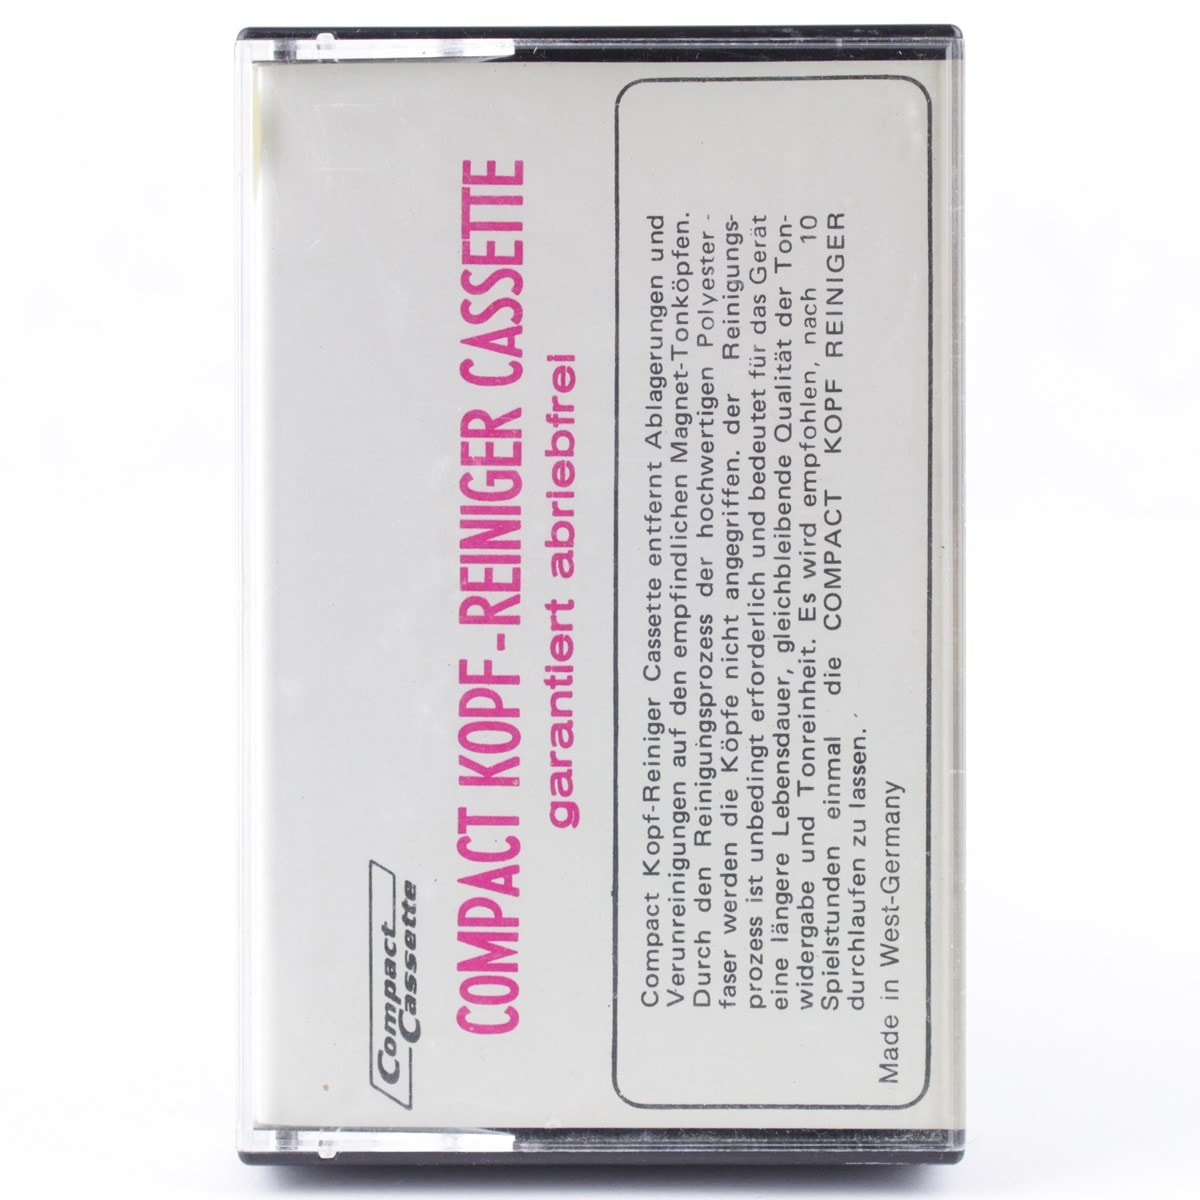 Compact
Cassette
COMPACT KOPF-REINIGER CASSETTE
garantiert abriebfrei
Compact Kopf-Reiniger Cassette entfernt Ablagerungen und
Verunreinigungen auf den empfindlichen Magnet-Tonköpfen.
Durch den Reinigungsprozess der hochwertigen Polyester -
faser werden die Köpfe nicht angegriffen. der Reinigungs-
prozess ist unbedingt erforderlich und bedeutet für das Gerät
eine längere Lebensdauer, gleichbleibende Qualität der Ton-
widergabe und Tonreinheit. Es wird empfohlen, nach 10
Spielstunden einmal die COMPACT KOPF REINIGER
durchlaufen zu lassen.
Made in West-Germany